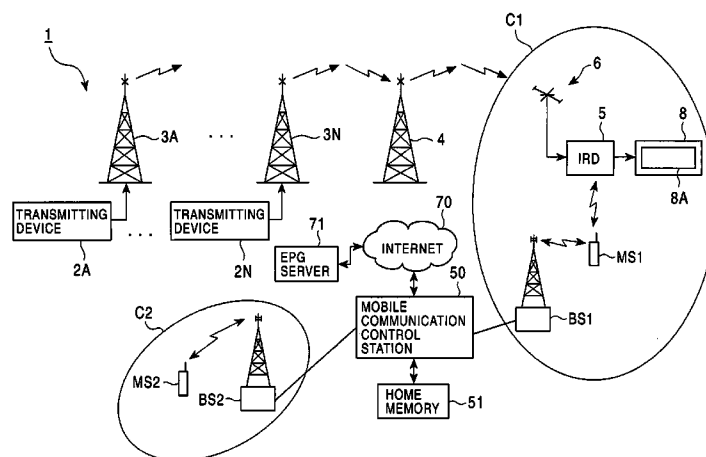 1
C1
6
5
8
3A
. . .
3N
4
IRD
8A
TRANSMITTING
DEVICE
. . .
TRANSMITTING
DEVICE
2A
2N
71
EPG
SERVER
70
INTERNET
MS1
50
C2
MOBILE
COMMUNICATION
CONTROL
STATION
BS1
MS2
BS2
HOME
MEMORY
51